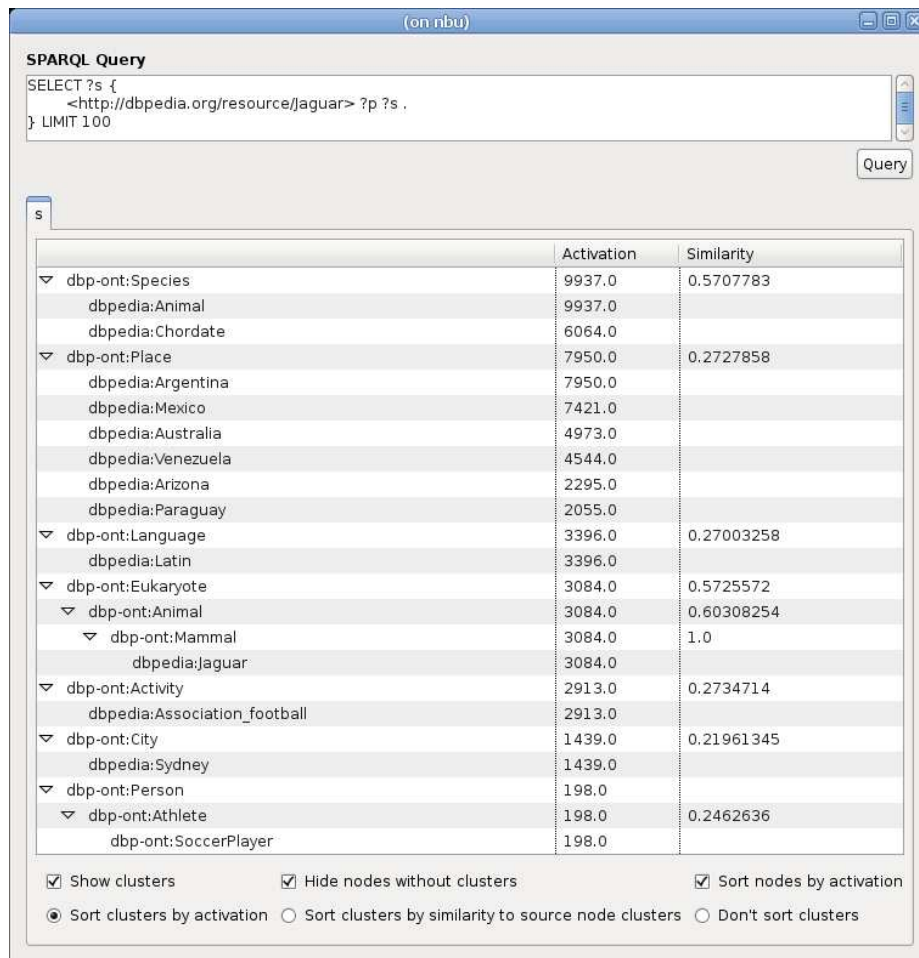 (on nbu)
SPARQL Query
SELECT ?s {
<http://dbpedia.org/resource/Jaguar> ?p ?s .
} LIMIT 100
Query
s
Activation Similarity
dbp-ont:Species 9937.0 0.5707783
dbpedia:Animal 9937.0
dbpedia:Chordate 6064.0
dbp-ont:Place 7950.0 0.2727858
dbpedia:Argentina 7950.0
dbpedia:Mexico 7421.0
dbpedia:Australia 4973.0
dbpedia:Venezuela 4544.0
dbpedia:Arizona 2295.0
dbpedia:Paraguay 2055.0
dbp-ont:Language 3396.0 0.27003258
dbpedia:Latin 3396.0
dbp-ont:Eukaryote 3084.0 0.5725572
dbp-ont:Animal 3084.0 0.60308254
dbp-ont:Mammal 3084.0 1.0
dbpedia:Jaguar 3084.0
dbp-ont:Activity 2913.0 0.2734714
dbpedia:Association_football 2913.0
dbp-ont:City 1439.0 0.21961345
dbpedia:Sydney 1439.0
dbp-ont:Person 198.0
dbp-ont:Athlete 198.0 0.2462636
dbp-ont:SoccerPlayer 198.0
Show clusters Hide nodes without clusters Sort nodes by activation
Sort clusters by activation Sort clusters by similarity to source node clusters Don't sort clusters